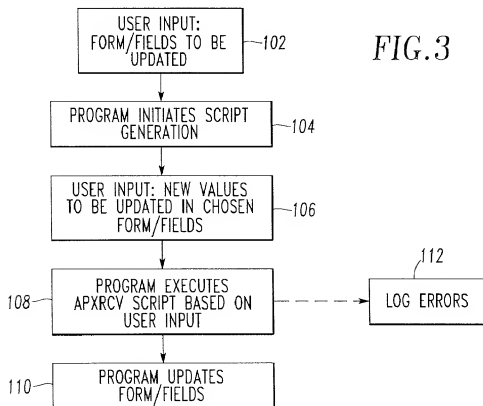 USER INPUT:
FORM/FIELDS TO BE
UPDATED
102
FIG.3
PROGRAM INITIATES SCRIPT
GENERATION
104
USER INPUT: NEW VALUES
TO BE UPDATED IN CHOSEN
FORM/FIELDS
106
112
108
PROGRAM EXECUTES
APXRCV SCRIPT BASED ON
USER INPUT
LOG ERRORS
110
PROGRAM UPDATES
FORM/FIELDS